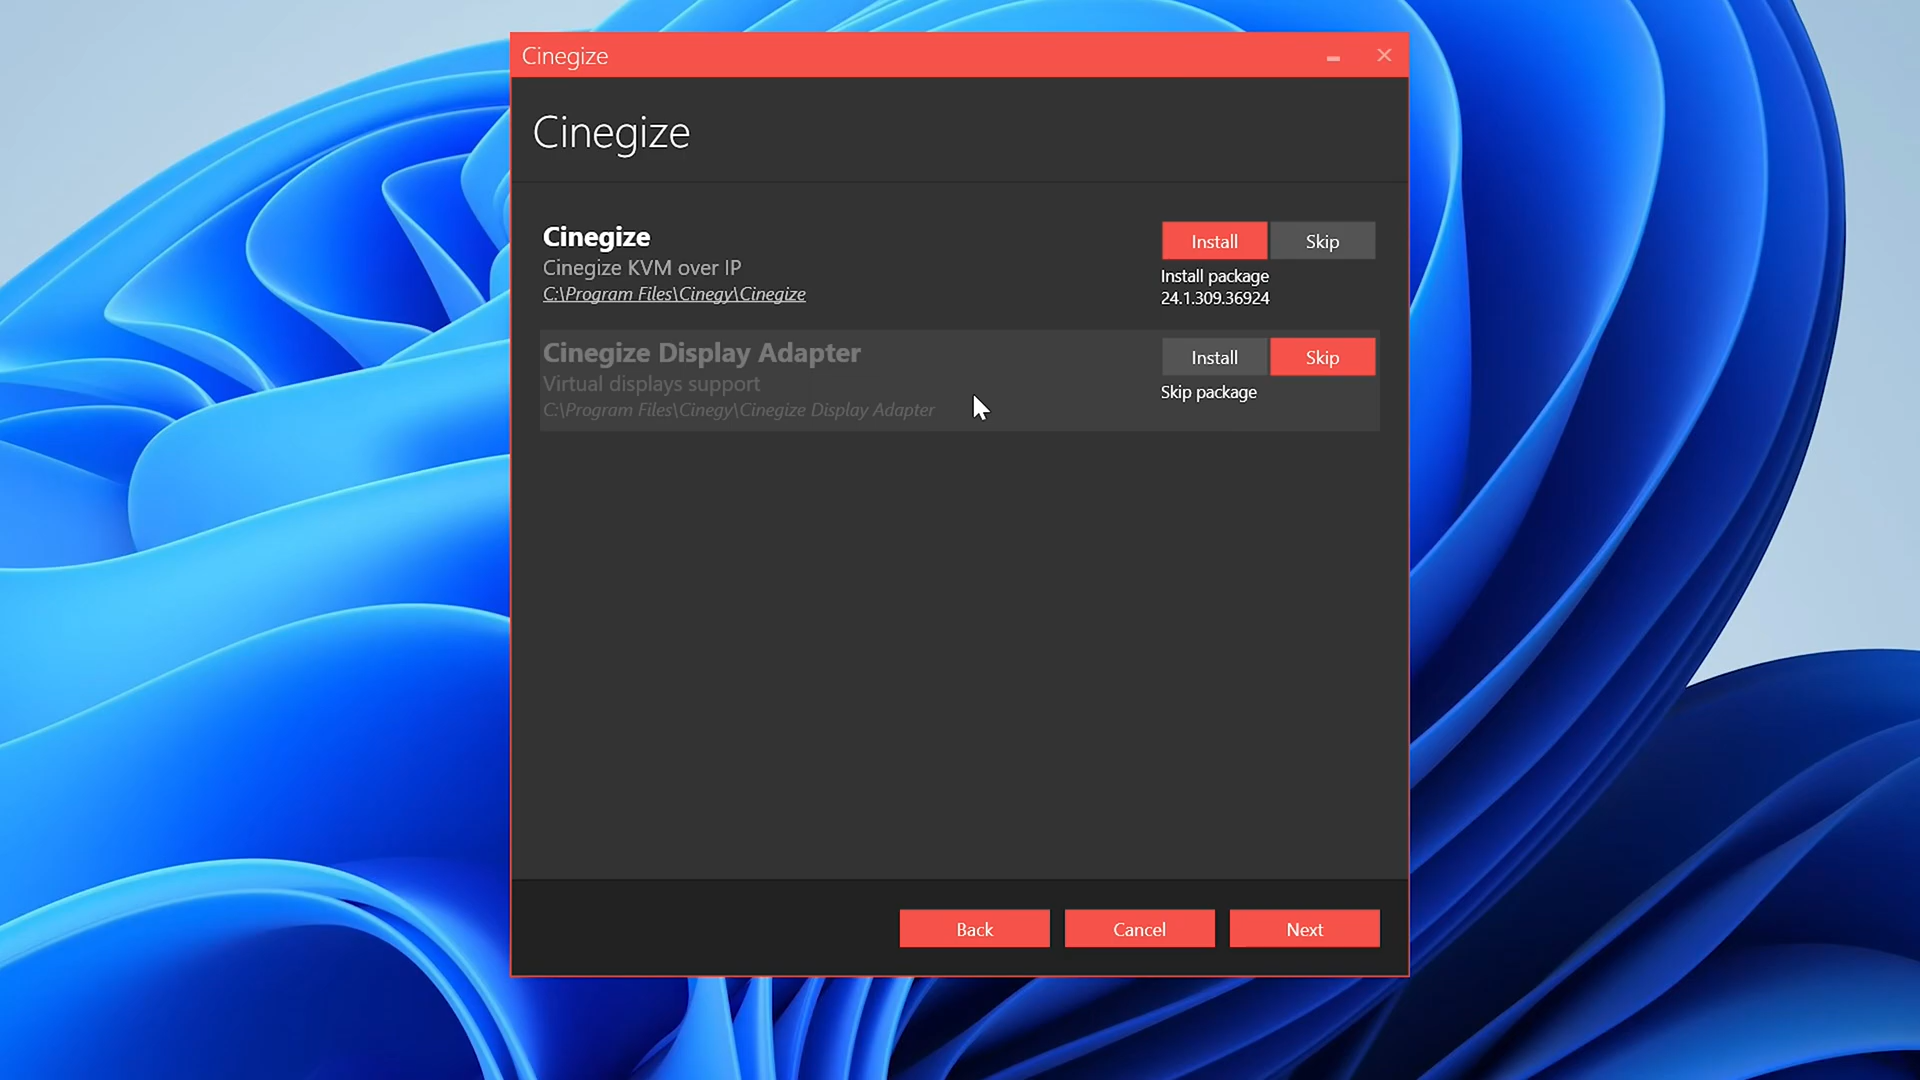 Cinegize
Cinegize
Cinegize
Install
Skip
Cinegize KVM over IP
Install package
C:\Program Files\Cinegy\Cinegize
24.1.309.36924
Cinegize Display Adapter
Install
Skip
Virtual displays support
Skip package
C:\Program Files\Cinegy\Cinegize Display Adapter
Back
Cancel
Next